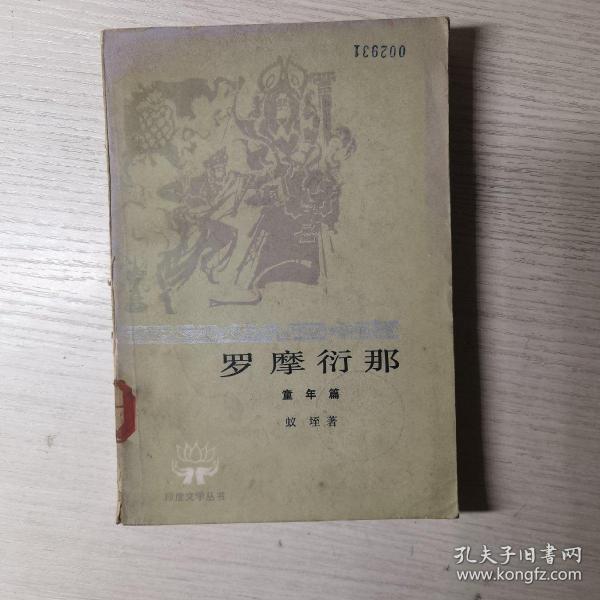 002931
罗摩衍那
童年篇
蚁垤著
印度文学丛书
孔夫子旧书网
www.kongfz.com